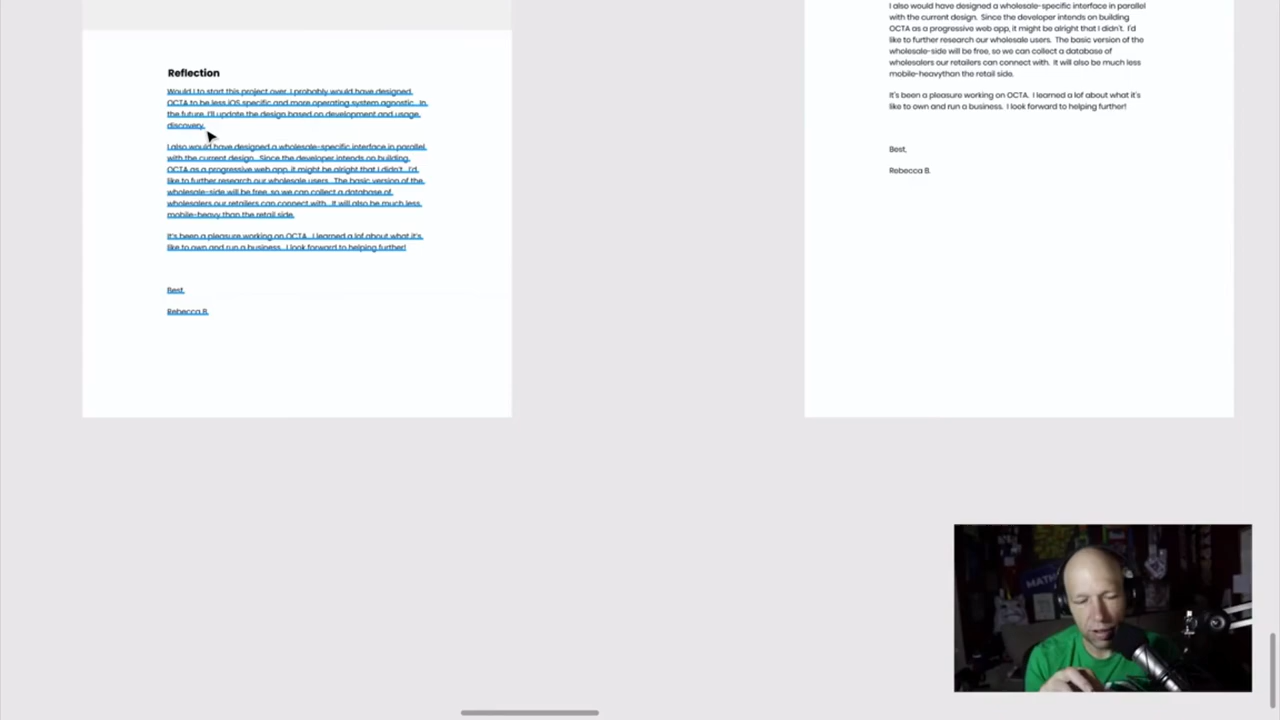 Reflection
Would I to start this project over, I probably would have designed
OCTA to be less iOS specific and more operating system agnostic. In
the future, I'll update the design based on development and usage
discovery.
I also would have designed a wholesale-specific interface in parallel
with the current design. Since the developer intends on building
OCTA as a progressive web app, it might be alright that I didn't. I'd
like to further research our wholesale users. The basic version of the
wholesale-side will be free, so we can collect a database of
wholesalers our retailers can connect with. It will also be much less
mobile-heavy than the retail side.
It's been a pleasure working on OCTA. I learned a lof about what it's
like to own and run a business. I look forward to helping further!
Best,
Rebecca B.
I also would have designed a wholesale-specific interface in parallel
with the current design. Since the developer intends on building
OCTA as a progressive web app, it might be alright that I didn't. I'd
like to further research our wholesale users. The basic version of the
wholesale-side will be free, so we can collect a database of
wholesalers our retailers can connect with. It will also be much less
mobile-heavythan the retail side.
It's been a pleasure working on OCTA. I learned a lof about what it's
like to own and run a business. I look forward to helping further!
Best,
Rebecca B.
MATH